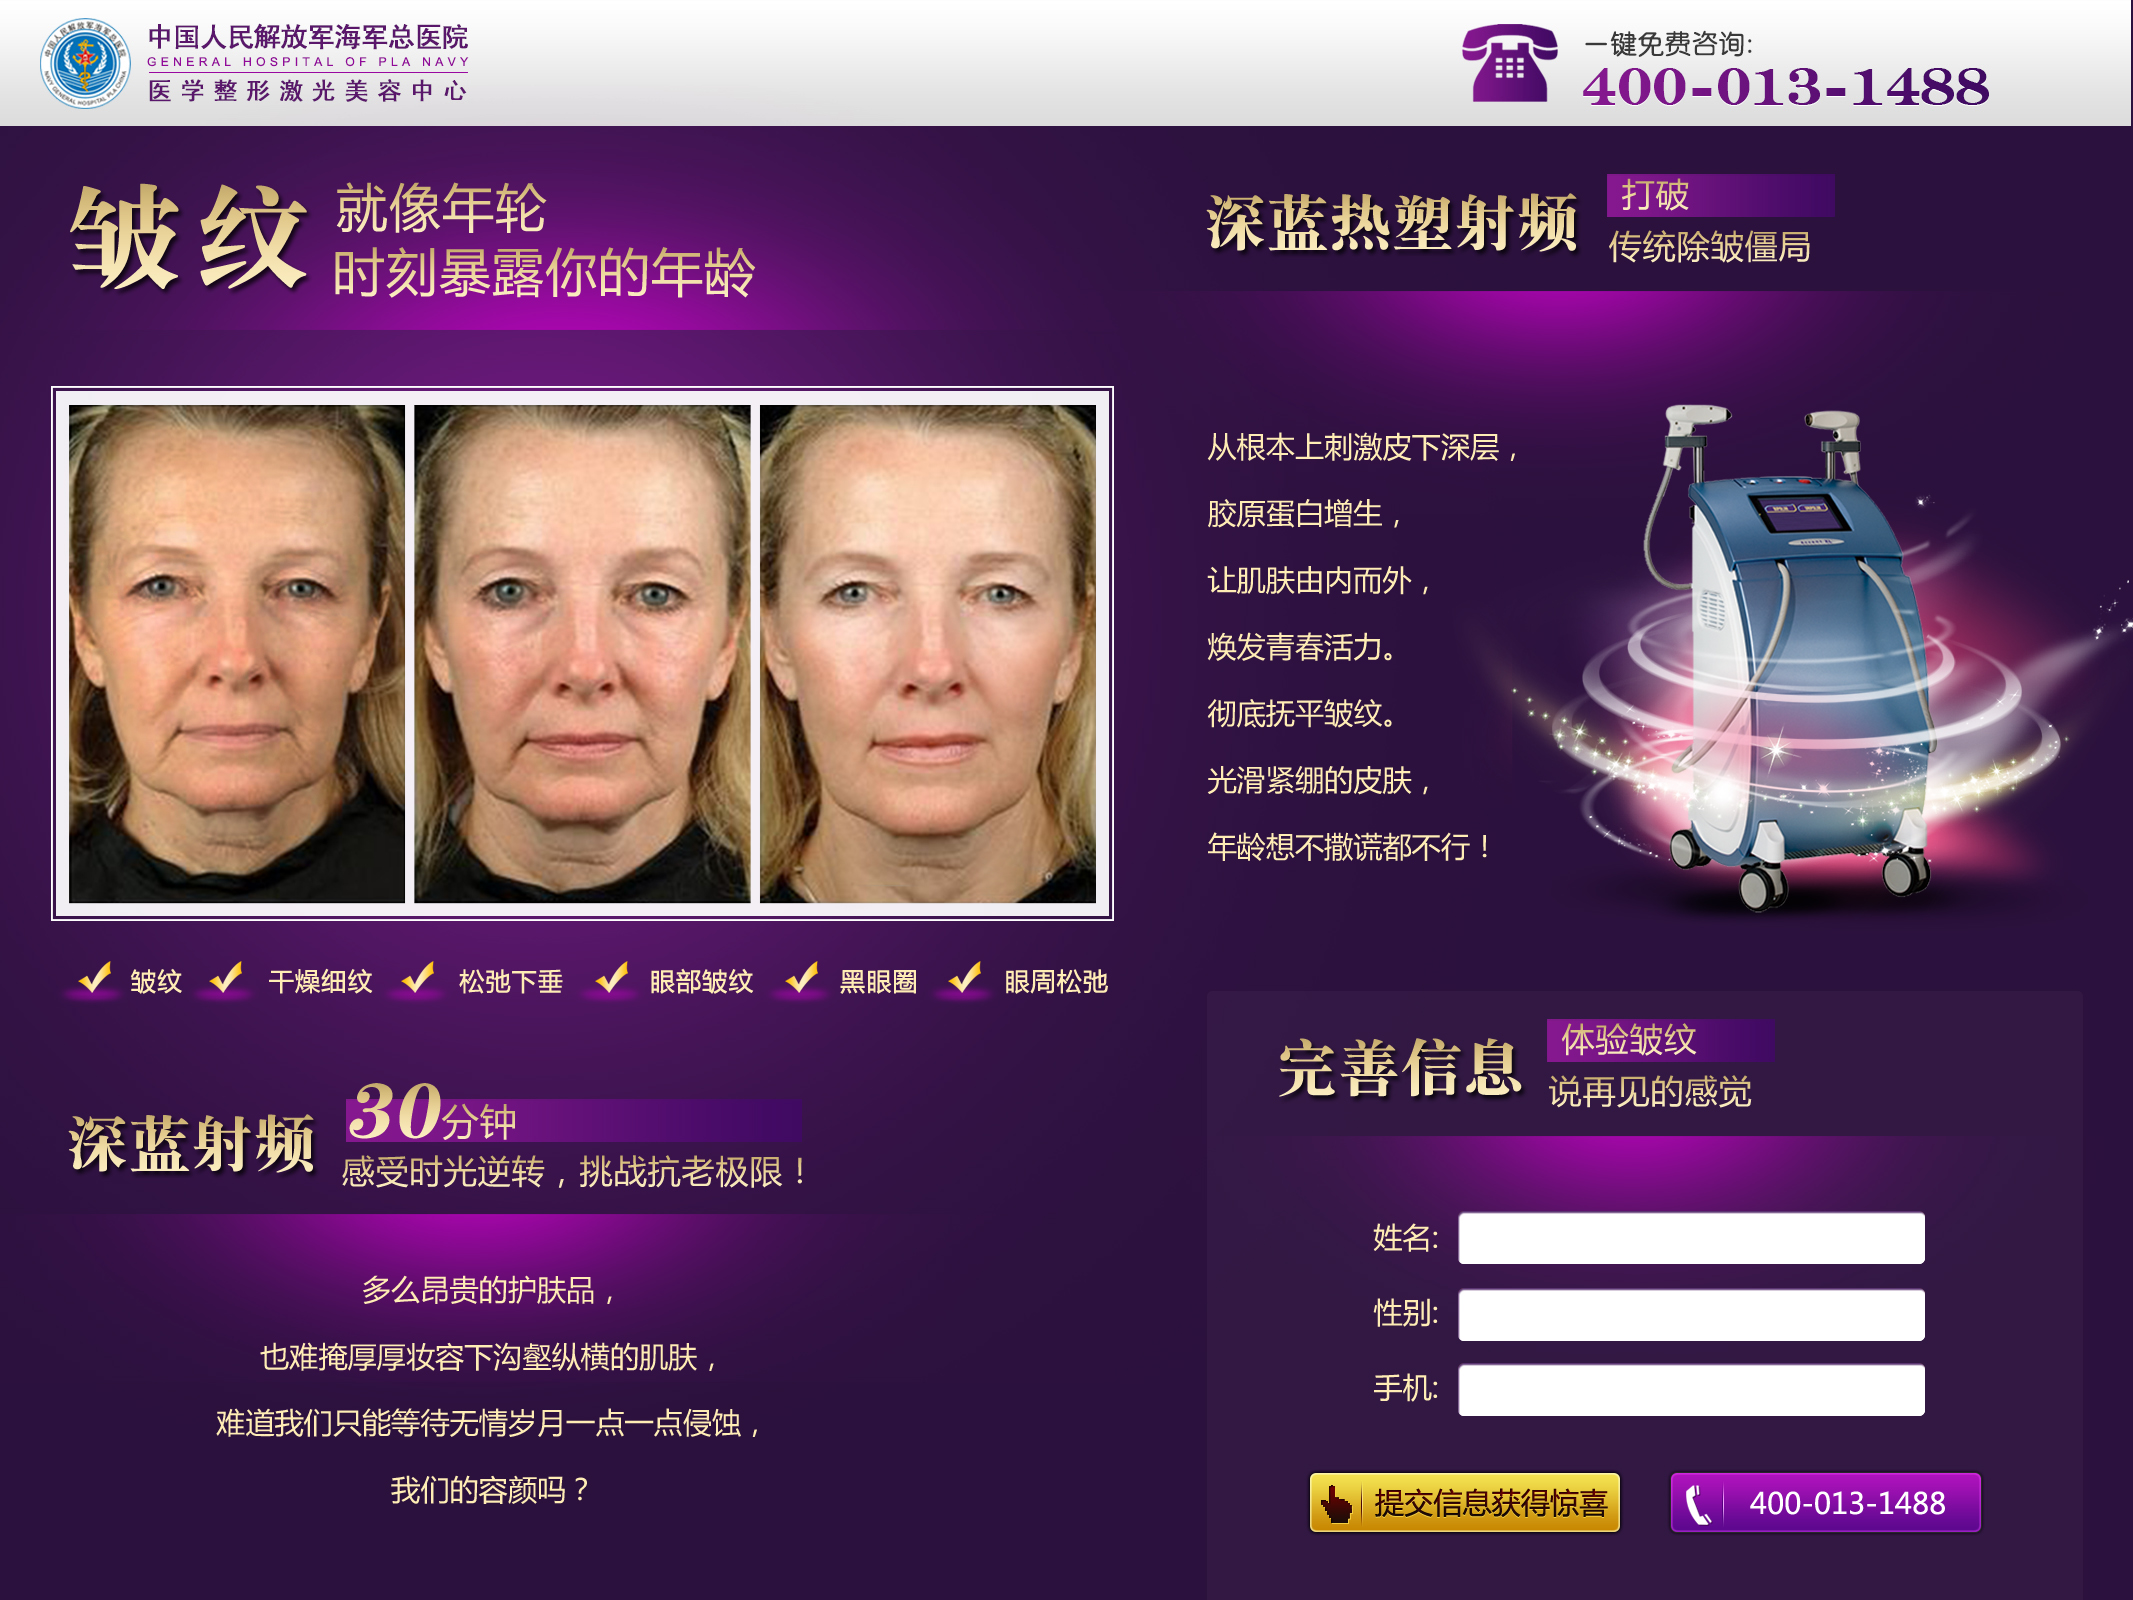 中国人民解放军海军总医院
GENERAL HOSPITAL OF PLA NAVY
医学整形激光美容中心
一键免费咨询:
400-013-1488
皱纹
就像年轮
时刻暴露你的年龄
深蓝热塑射频
打破
传统除皱僵局
从根本上刺激皮下深层，
胶原蛋白增生，
让肌肤由内而外，
焕发青春活力。
彻底抚平皱纹。
光滑紧绷的皮肤，
年龄想不撒谎都不行！
皱纹 干燥细纹 松弛下垂 眼部皱纹 黑眼圈 眼周松弛
深蓝射频
30分钟
感受时光逆转，挑战抗老极限！
多么昂贵的护肤品，
也难掩厚厚妆容下沟壑纵横的肌肤，
难道我们只能等待无情岁月一点一点侵蚀，
我们的容颜吗？
完善信息
体验皱纹
说再见的感觉
姓名:
性别:
手机:
提交信息获得惊喜
400-013-1488